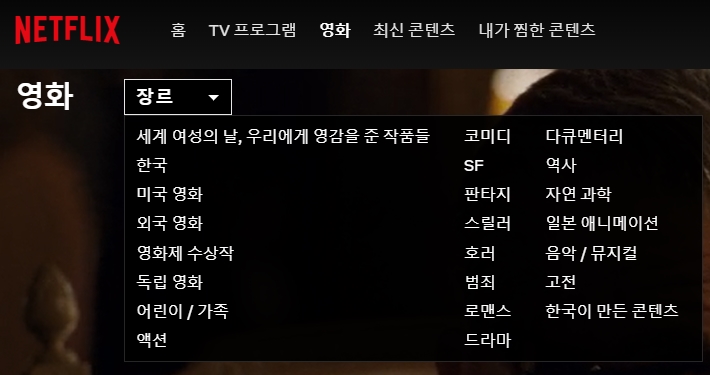 NETFLIX 홈 TV 프로그램 영화 최신 콘텐츠 내가 찜한 콘텐츠
영화 장르
세계 여성의 날, 우리에게 영감을 준 작품들
한국
미국 영화
외국 영화
영화제 수상작
독립 영화
어린이 / 가족
액션
코미디
SF
판타지
스릴러
호러
범죄
로맨스
드라마
다큐멘터리
역사
자연 과학
일본 애니메이션
음악 / 뮤지컬
고전
한국이 만든 콘텐츠